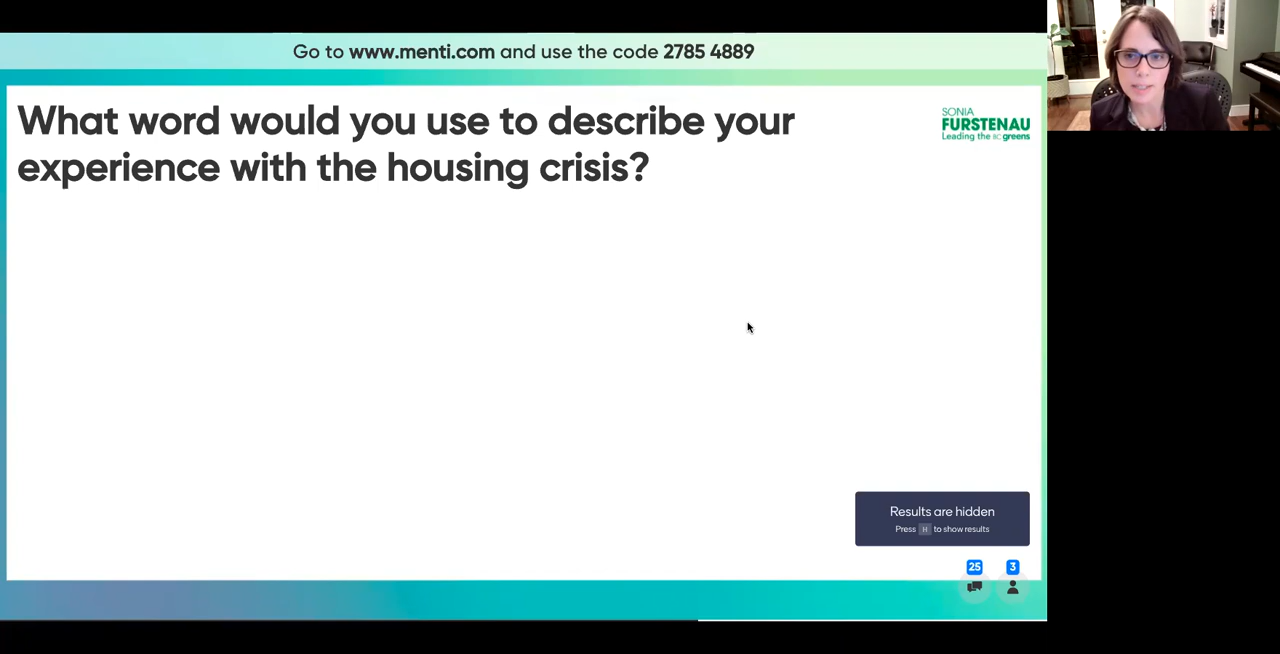 Go to www.menti.com and use the code 2785 4889
What word would you use to describe your
experience with the housing crisis?
SONIA
FURSTENAU
Leading the BC greens
Results are hidden
Press H to show results
25 3